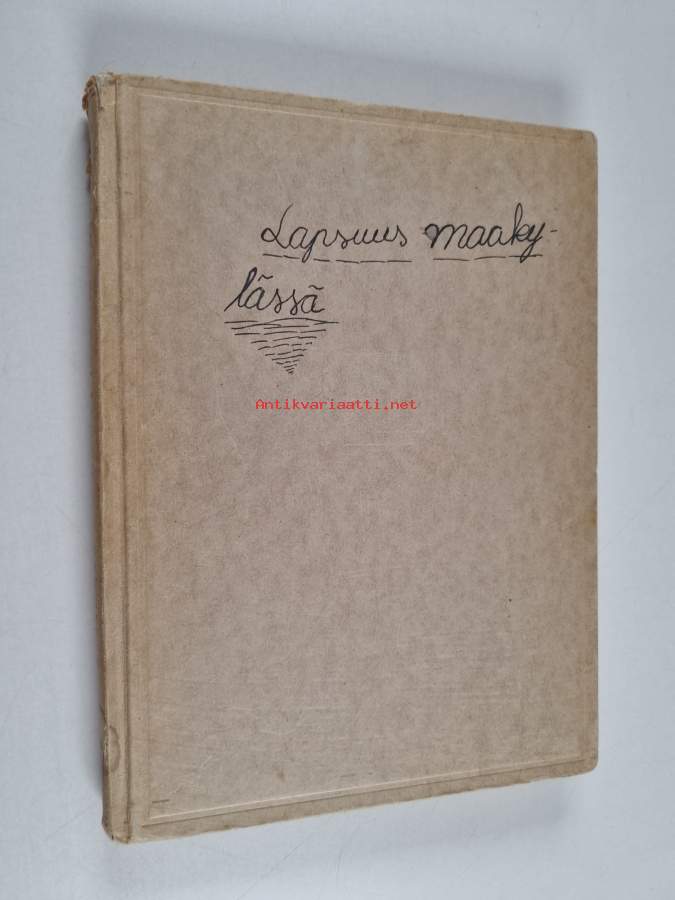 Lapsuus maaky-
lässä
Antikvariaatti.net